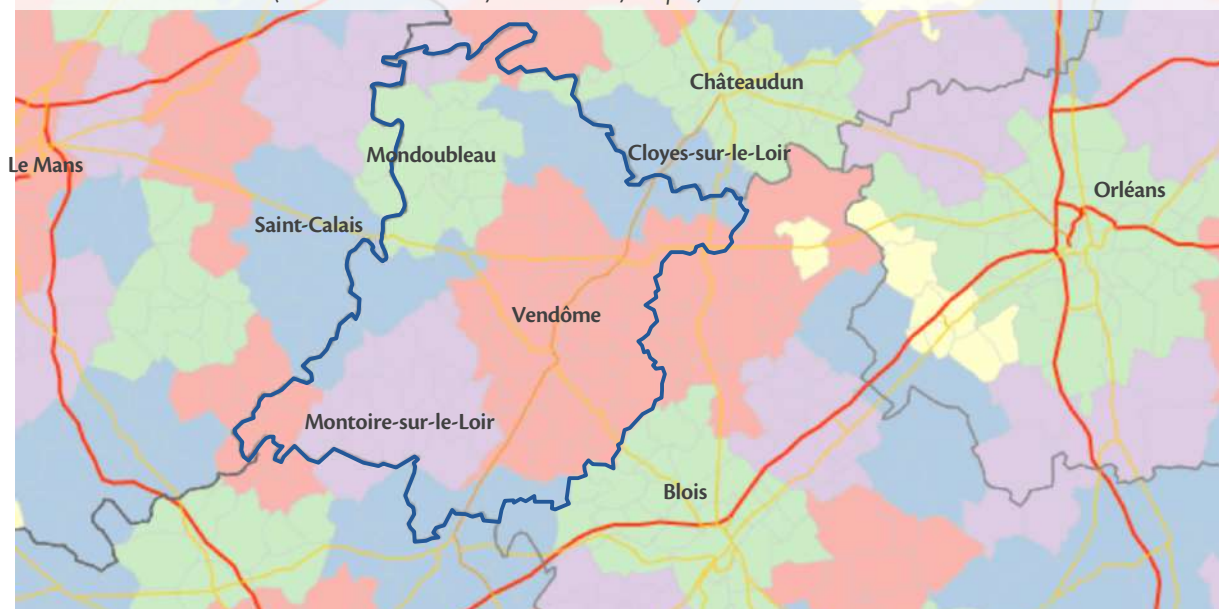 Châteaudun
Cloyes-sur-le-Loir
Mondoubleau
Le Mans
Orléans
Saint-Calais
Vendôme
Montoire-sur-le-Loir
Blois